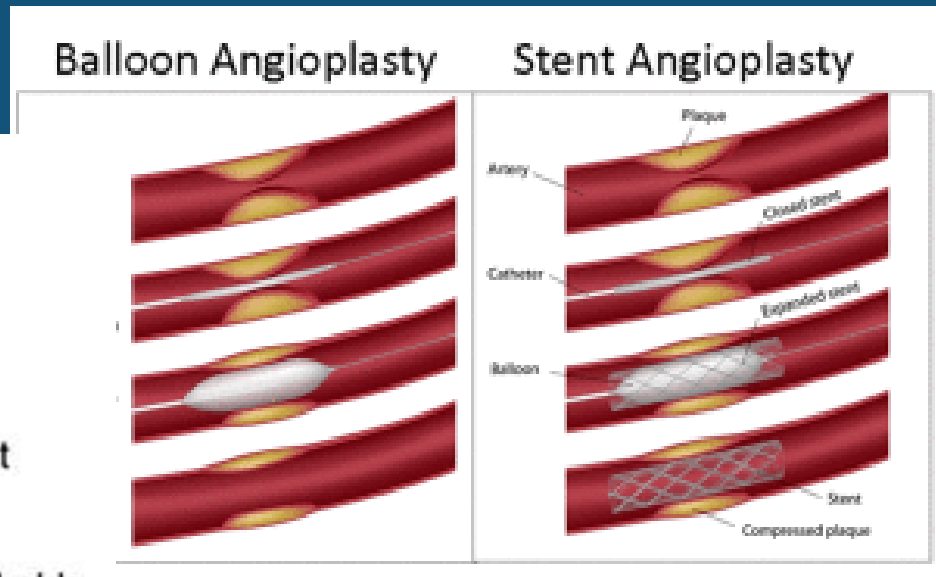 Balloon Angioplasty
Stent Angioplasty
Plaque
Artery
Closed stent
Catheter
Expanded stent
Balloon
Stent
Compressed plaque